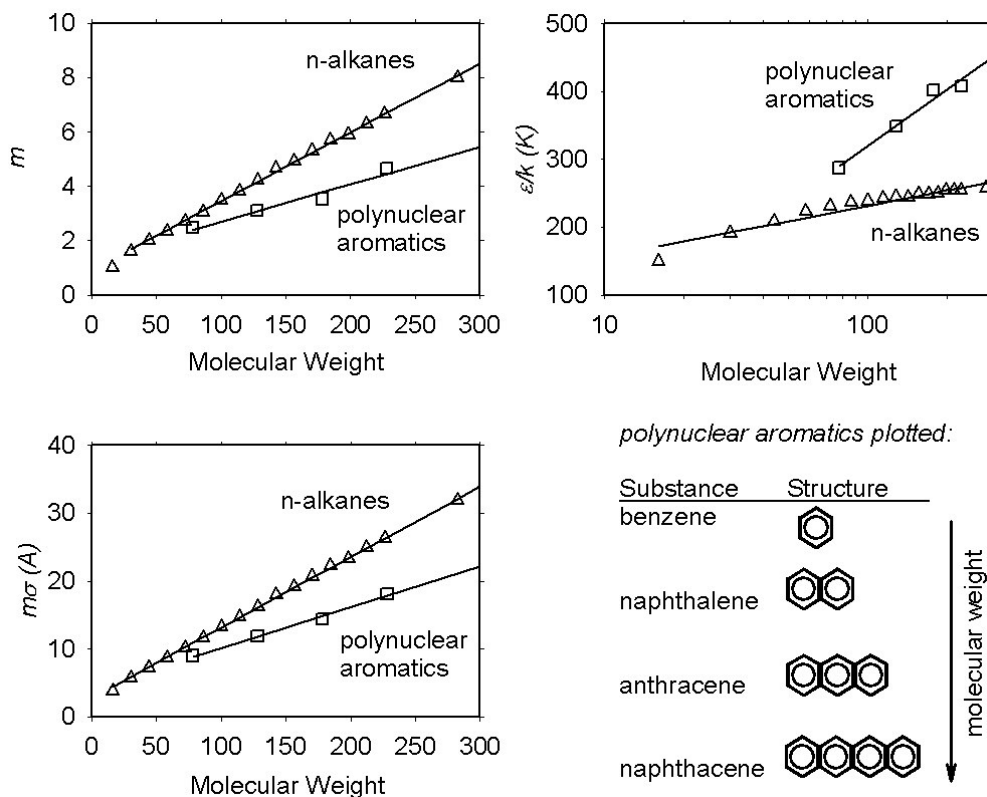 10
8
6
4
2
0
m
n-alkanes
polynuclear
aromatics
0 50 100 150 200 250 300
Molecular Weight
500
400
300
200
100
ε/k (K)
polynuclear
aromatics
n-alkanes
10 100
Molecular Weight
40
30
20
10
0
mσ (A)
n-alkanes
polynuclear
aromatics
0 50 100 150 200 250 300
Molecular Weight
polynuclear aromatics plotted:
Substance Structure
benzene
naphthalene
anthracene
naphthacene
molecular weight